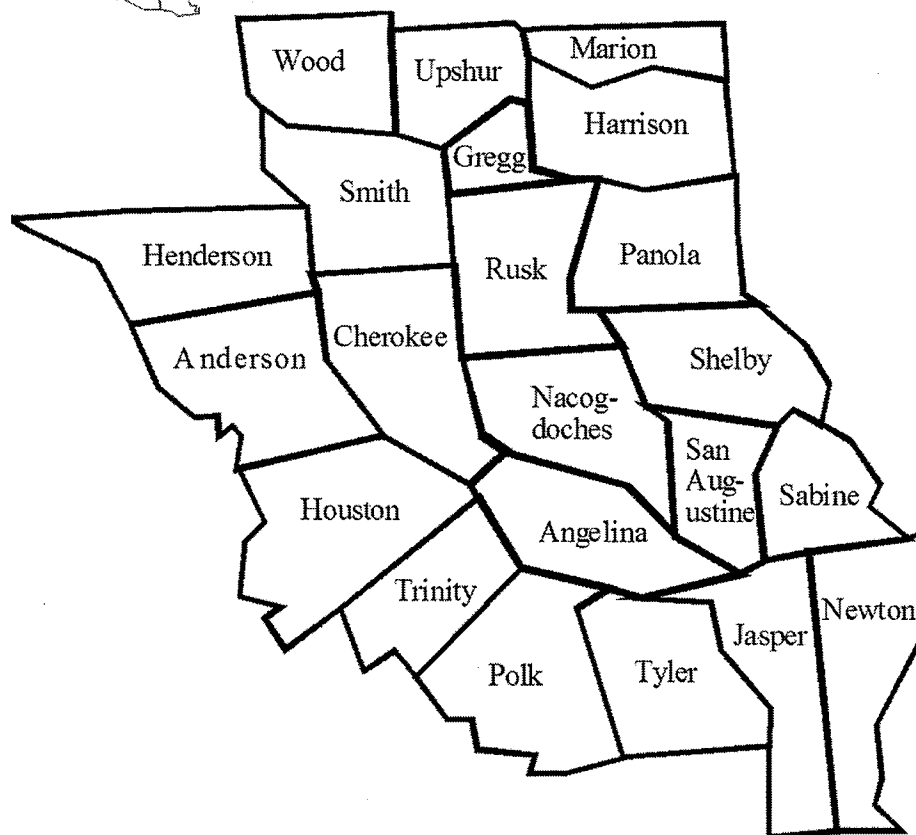 Wood
Upshur
Marion
Harrison
Gregg
Smith
Henderson
Rusk
Panola
Cherokee
Anderson
Shelby
Nacog-
doches
San
Aug-
ustine
Sabine
Houston
Angelina
Trinity
Newton
Jasper
Polk
Tyler